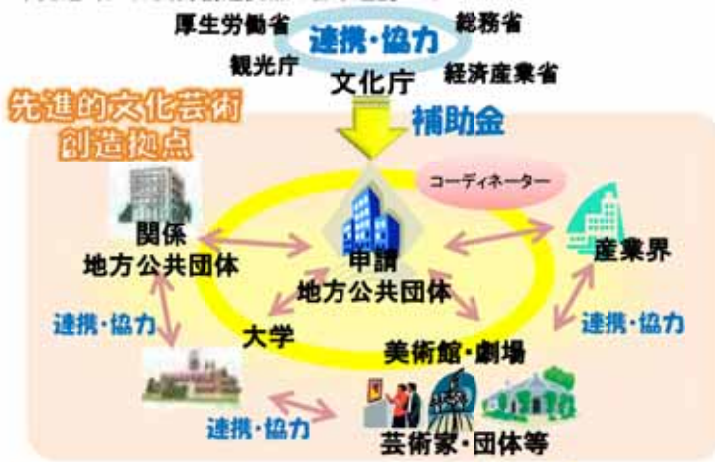 厚生労働省
連携・協力
総務省
観光庁
文化庁
経済産業省
先進的文化芸術
創造拠点
補助金
コーディネーター
関係
地方公共団体
申請
地方公共団体
産業界
連携・協力
大学
美術館・劇場
連携・協力
連携・協力
芸術家・団体等